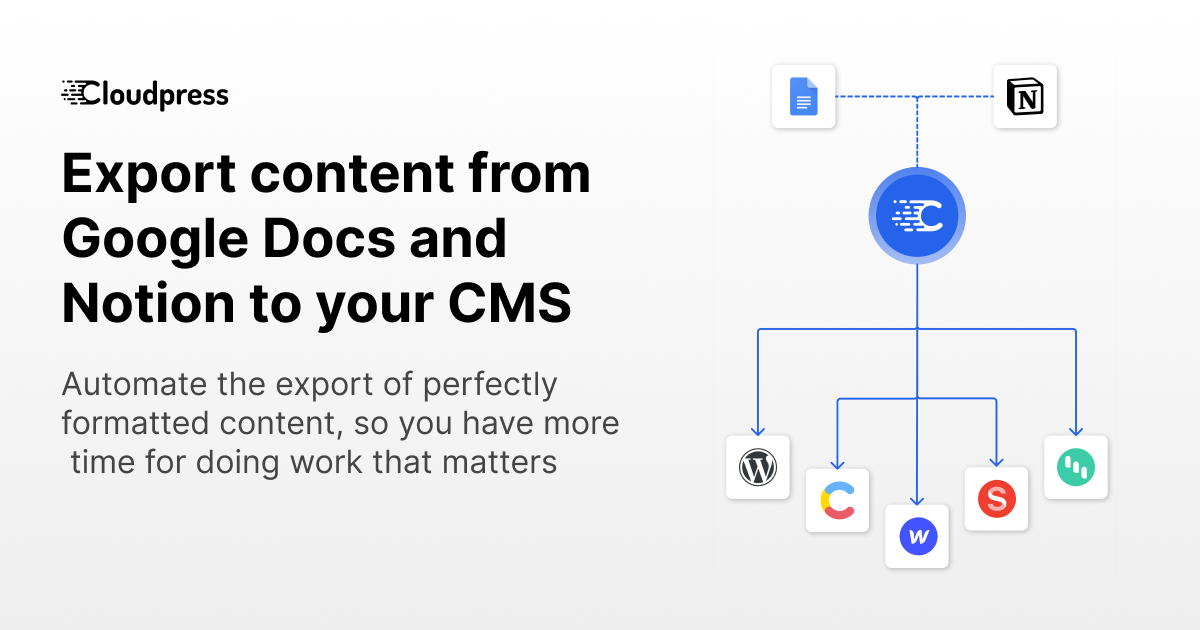 Cloudpress
Export content from
Google Docs and
Notion to your CMS
Automate the export of perfectly
formatted content, so you have more
time for doing work that matters
N
C
W
C
w
S